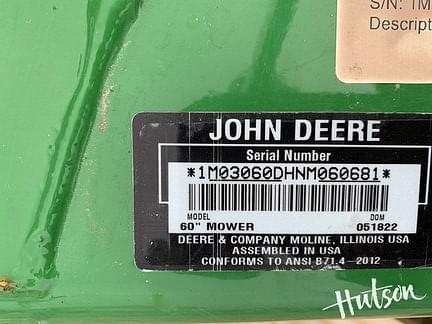 S/N: 1M
Descript
JOHN DEERE
Serial Number
*1M03060DHNM060681*
MODEL DOM
60" MOWER 051822
DEERE & COMPANY MOLINE, ILLINOIS USA
ASSEMBLED IN USA
CONFORMS TO ANSI B71.4-2012
Hutson